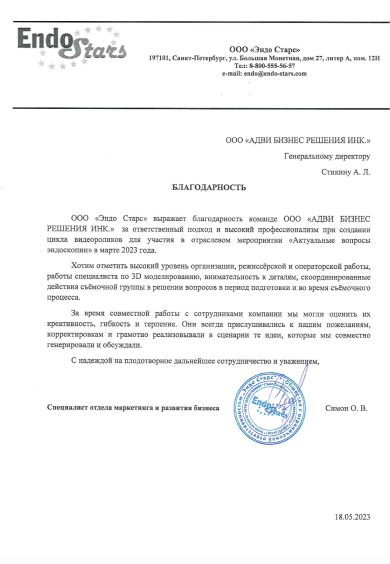 Endo
Stars
ООО «Эндо Старс»
197101, Санкт-Петербург, ул. Большая Монетная, дом 27, литер А, пом. 12Н
Тел: 8-800-555-56-57
e-mail: endo@endo-stars.com
ООО «АДВИ БИЗНЕС РЕШЕНИЯ ИНК.»
Генеральному директору
Стикину А. Л.
БЛАГОДАРНОСТЬ
ООО «Эндо Старс» выражает благодарность команде ООО «АДВИ БИЗНЕС
РЕШЕНИЯ ИНК.» за ответственный подход и высокий профессионализм при создании
цикла видеороликов для участия в отраслевом мероприятии «Актуальные вопросы
эндоскопии» в марте 2023 года.
Хотим отметить высокий уровень организации, режиссёрской и операторской работы,
работы специалиста по 3D моделированию, внимательность к деталям, скоординированные
действия съёмочной группы в решении вопросов в период подготовки и во время съёмочного
процесса.
За время совместной работы с сотрудниками компании мы могли оценить их
креативность, гибкость и терпение. Они всегда прислушивались к нашим пожеланиям,
корректировкам и грамотно реализовывали в сценарии те идеи, которые мы совместно
генерировали и обсуждали.
С надеждой на плодотворное дальнейшее сотрудничество и уважением,
Специалист отдела маркетинга и развития бизнеса
Endo
Stars
Симон О. В.
18.05.2023